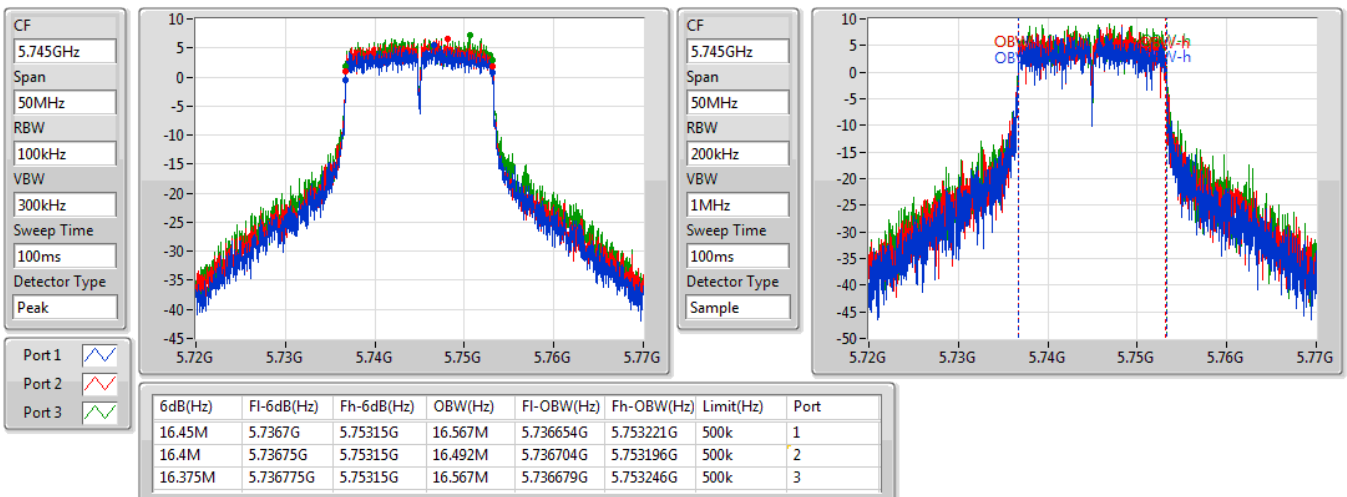 CF
5.745GHz
Span
50MHz
RBW
100kHz
VBW
300kHz
Sweep Time
100ms
Detector Type
Peak
Port 1
Port 2
Port 3
10
5
0
-5
-10
-15
-20
-25
-30
-35
-40
-45
5.72G 5.73G 5.74G 5.75G 5.76G 5.77G
CF
5.745GHz
Span
50MHz
RBW
200kHz
VBW
1MHz
Sweep Time
100ms
Detector Type
Sample
10
5
0
-5
-10
-15
-20
-25
-30
-35
-40
-45
-50
5.72G 5.73G 5.74G 5.75G 5.76G 5.77G
6dB(Hz) Fl-6dB(Hz) Fh-6dB(Hz) OBW(Hz) Fl-OBW(Hz) Fh-OBW(Hz) Limit(Hz) Port
16.45M 5.7367G 5.75315G 16.567M 5.736654G 5.753221G 500k 1
16.4M 5.73675G 5.75315G 16.492M 5.736704G 5.753196G 500k 2
16.375M 5.736775G 5.75315G 16.567M 5.736679G 5.753246G 500k 3